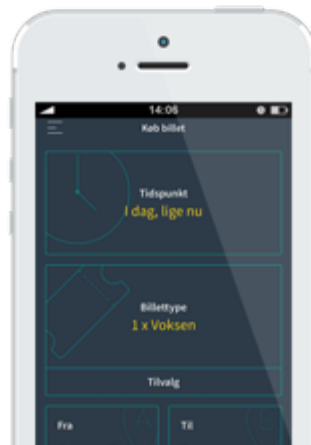 14:06
Køb billet
Tidspunkt
I dag, lige nu
Billettype
1 x Voksen
Tilvalg
Fra
Til